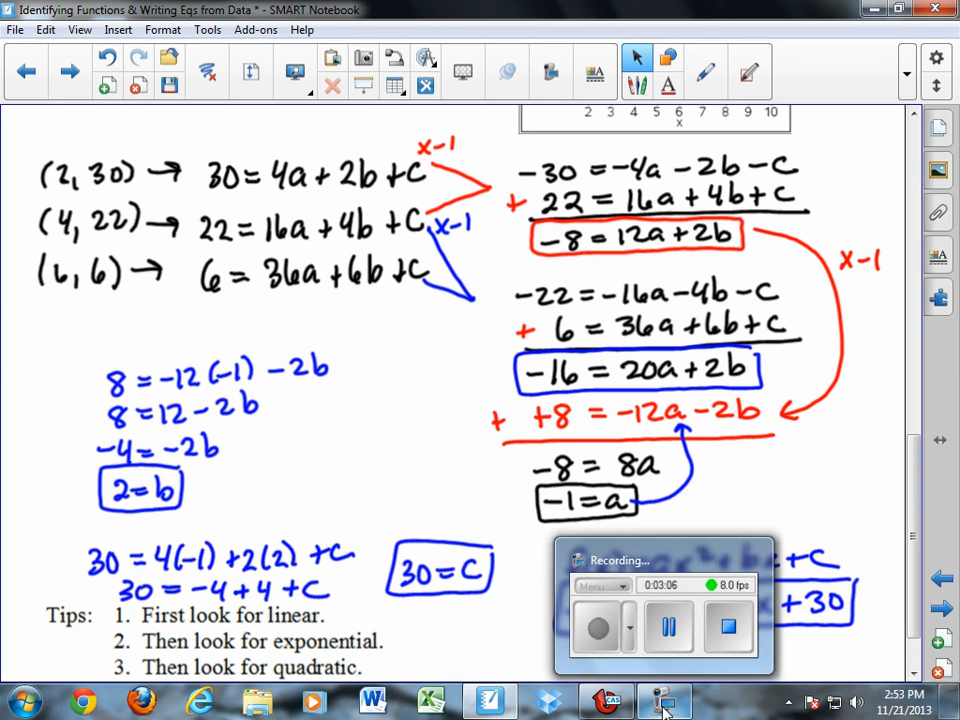 Identifying Functions & Writing Eqs from Data * - SMART Notebook
File Edit View Insert Format Tools Add-ons Help
2 3 4 5 6 7 8 9 10
x
(2, 30) → 30 = 4a + 2b + c
x-1
(4, 22) → 22 = 16a + 4b + c
x-1
(6, 6) → 6 = 36a + 6b + c
-30 = -4a - 2b - c
+ 22 = 16a + 4b + c
-8 = 12a + 2b
x-1
-22 = -16a - 4b - c
+ 6 = 36a + 6b + c
-16 = 20a + 2b
+ +8 = -12a - 2b
-8 = 8a
-1 = a
8 = -12(-1) - 2b
8 = 12 - 2b
-4 = -2b
2 = b
30 = 4(-1) + 2(2) + c
30 = -4 + 4 + c
30 = c
+ c
+ 30
Recording...
Menu
0:03:06
8.0 fps
Tips: 1. First look for linear.
2. Then look for exponential.
3. Then look for quadratic.
CAS
2:53 PM
11/21/2013